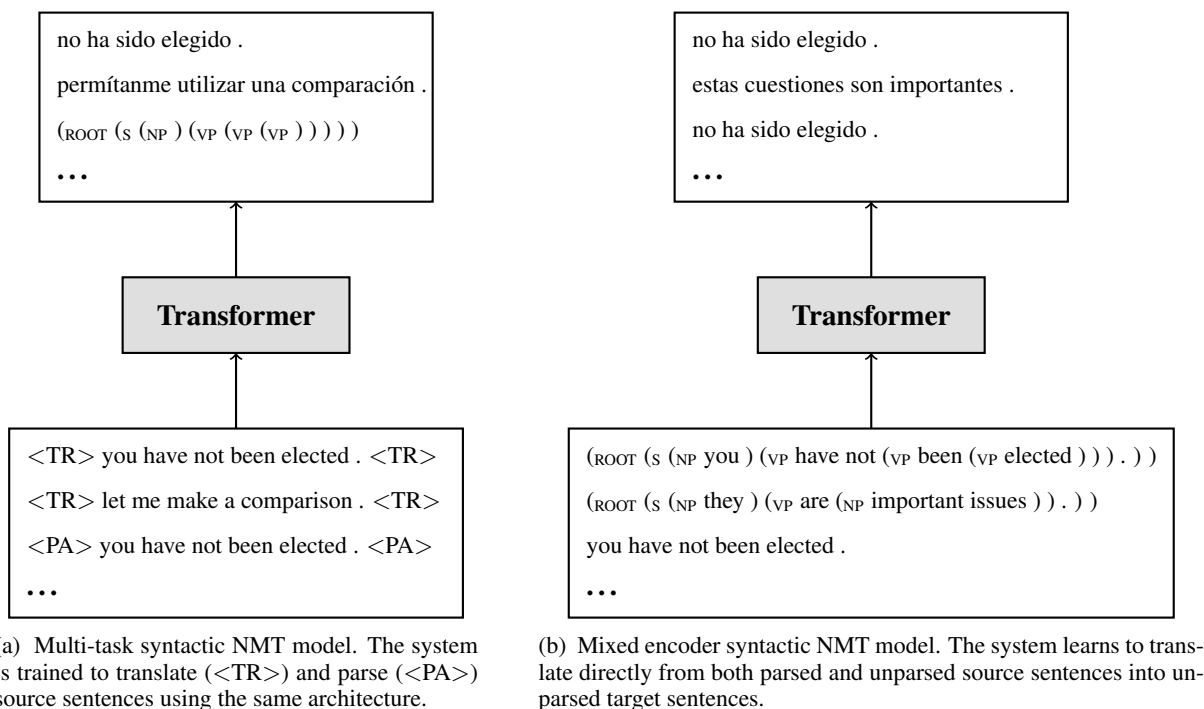 no ha sido elegido .
permítanme utilizar una comparación .
(ROOT (S (NP ) (VP (VP (VP ) ) ) ) )
...
Transformer
<TR> you have not been elected . <TR>
<TR> let me make a comparison . <TR>
<PA> you have not been elected . <PA>
...
a) Multi-task syntactic NMT model. The system
s trained to translate (<TR>) and parse (<PA>)
source sentences using the same architecture.
no ha sido elegido .
estas cuestiones son importantes .
no ha sido elegido .
...
Transformer
(ROOT (S (NP you ) (VP have not (VP been (VP elected ) ) ) . ) )
(ROOT (S (NP they ) (VP are (NP important issues ) ) . ) )
you have not been elected .
...
(b) Mixed encoder syntactic NMT model. The system learns to trans-
late directly from both parsed and unparsed source sentences into un-
parsed target sentences.